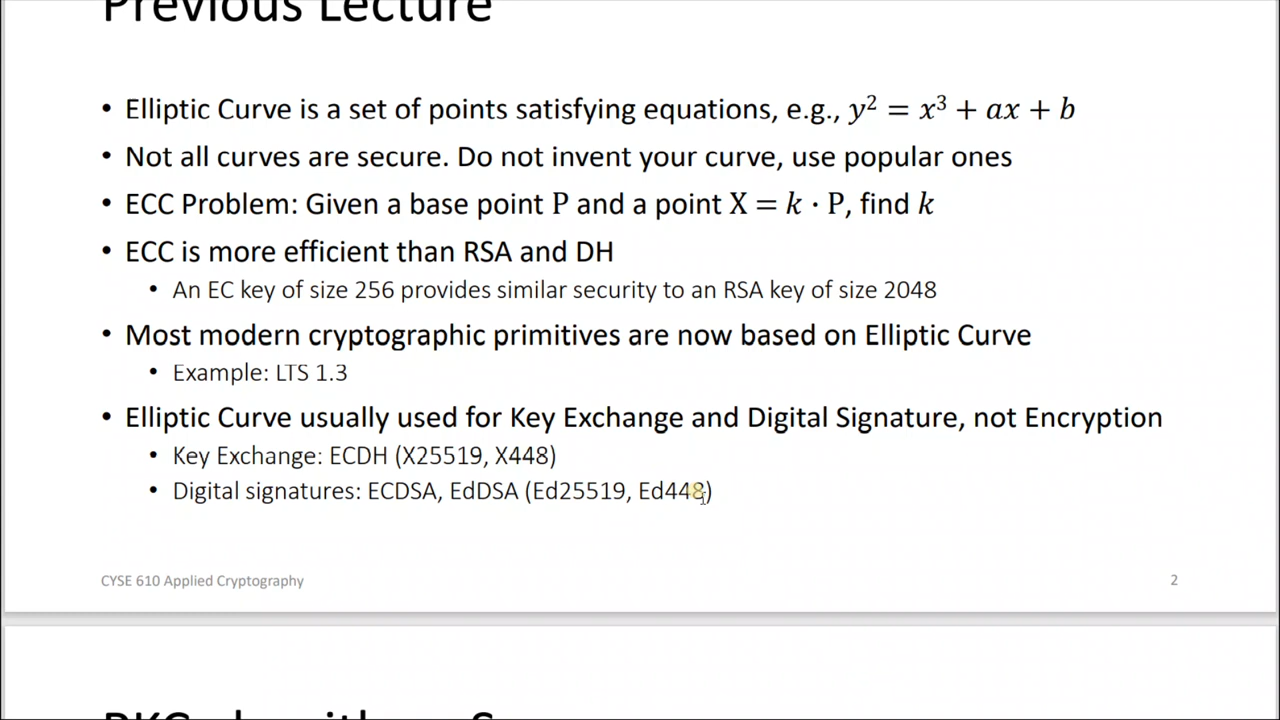 Previous Lecture
• Elliptic Curve is a set of points satisfying equations, e.g., y² = x³ + ax + b
• Not all curves are secure. Do not invent your curve, use popular ones
• ECC Problem: Given a base point P and a point X = k · P, find k
• ECC is more efficient than RSA and DH
• An EC key of size 256 provides similar security to an RSA key of size 2048
• Most modern cryptographic primitives are now based on Elliptic Curve
• Example: LTS 1.3
• Elliptic Curve usually used for Key Exchange and Digital Signature, not Encryption
• Key Exchange: ECDH (X25519, X448)
• Digital signatures: ECDSA, EdDSA (Ed25519, Ed448)
CYSE 610 Applied Cryptography
2